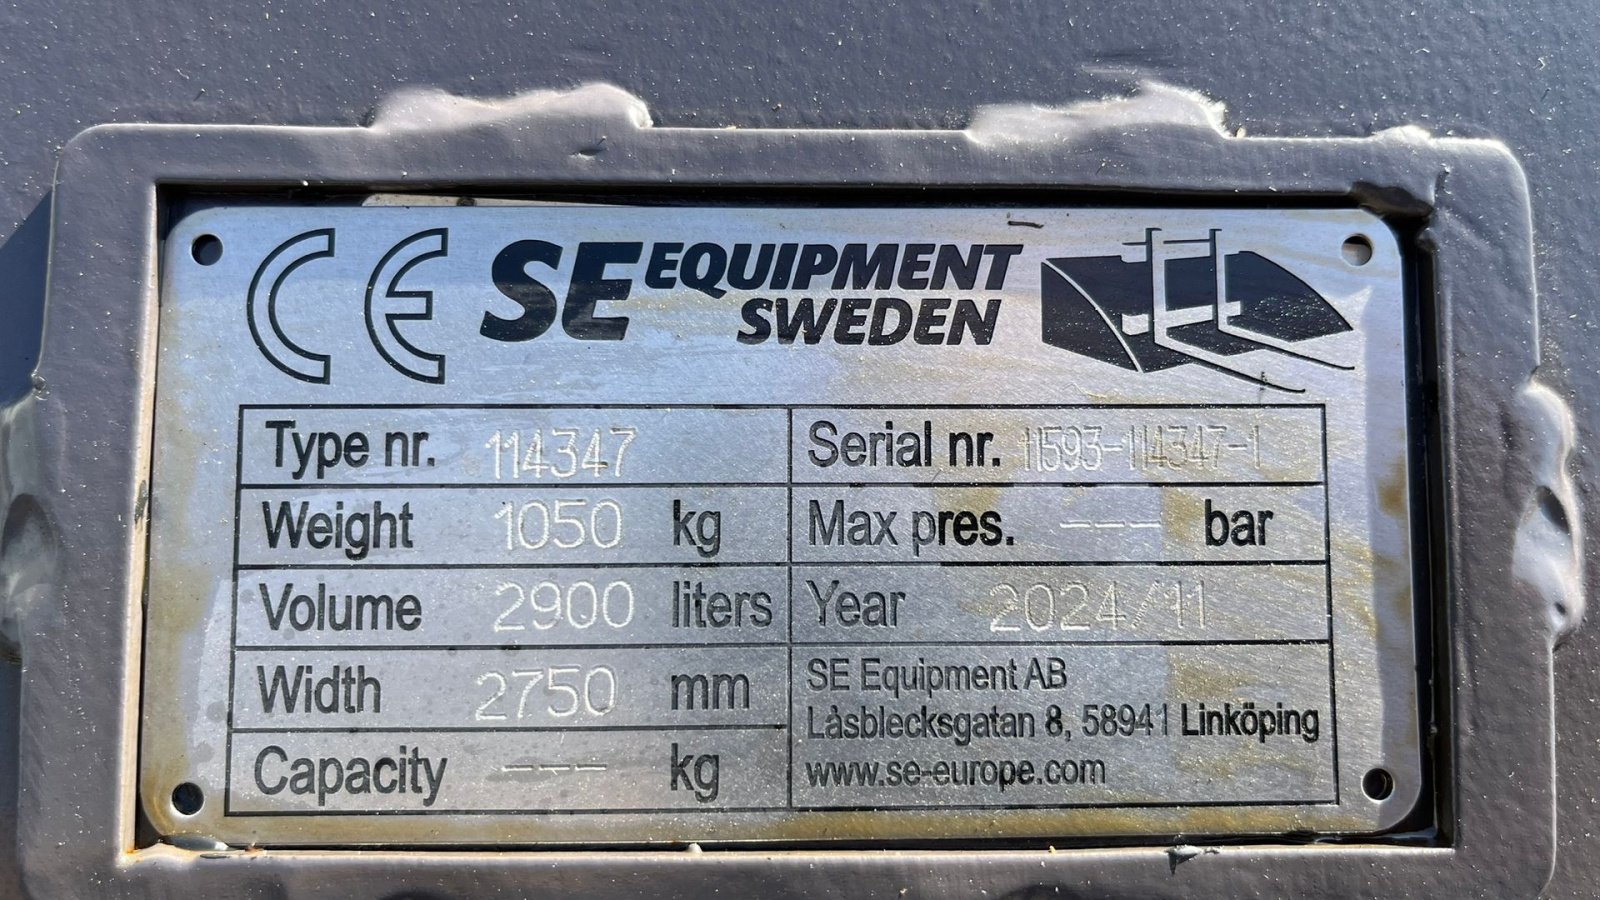 CE SE EQUIPMENT
SWEDEN
Type nr. 114347
Serial nr. 11593-114347-1
Weight 1050 kg
Max pres. --- bar
Volume 2900 liters
Year 2024/11
Width 2750 mm
Capacity --- kg
SE Equipment AB
Låsblecksgatan 8, 58941 Linköping
www.se-europe.com